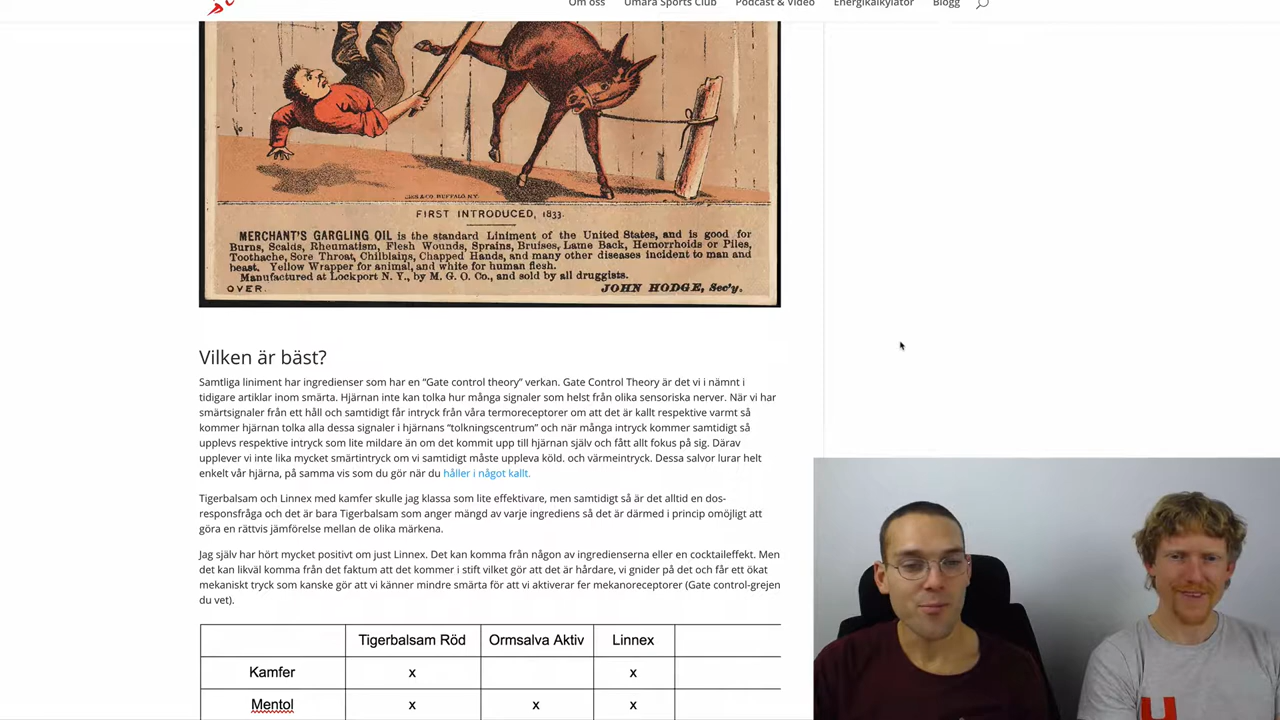 Om oss Umara Sports Club Podcast & Video Energikalkylator Blogg
GIES & CO. BUFFALO, N.Y.
FIRST INTRODUCED, 1833.
MERCHANT'S GARGLING OIL is the standard Liniment of the United States, and is good for
Burns, Scalds, Rheumatism, Flesh Wounds, Sprains, Bruises, Lame Back, Hemorrhoids or Piles,
Toothache, Sore Throat, Chilblains, Chapped Hands, and many other diseases incident to man and
beast. Yellow Wrapper for animal, and white for human flesh.
Manufactured at Lockport N. Y., by M. G. O. Co., and sold by all druggists.
OVER. JOHN HODGE, Sec'y.
Vilken är bäst?
Samtliga liniment har ingredienser som har en “Gate control theory” verkan. Gate Control Theory är det vi i nämnt i
tidigare artiklar inom smärta. Hjärnan inte kan tolka hur många signaler som helst från olika sensoriska nerver. När vi har
smärtsignaler från ett håll och samtidigt får intryck från våra termoreceptorer om att det är kallt respektive varmt så
kommer hjärnan tolka alla dessa signaler i hjärnans “tolkningscentrum” och när många intryck kommer samtidigt så
upplevs respektive intryck som lite mildare än om det kommit upp till hjärnan själv och fått allt fokus på sig. Därav
upplever vi inte lika mycket smärtintryck om vi samtidigt måste uppleva köld. och värmeintryck. Dessa salvor lurar helt
enkelt vår hjärna, på samma vis som du gör när du håller i något kallt.
Tigerbalsam och Linnex med kamfer skulle jag klassa som lite effektivare, men samtidigt så är det alltid en dos-
responsfråga och det är bara Tigerbalsam som anger mängd av varje ingrediens så det är därmed i princip omöjligt att
göra en rättvis jämförelse mellan de olika märkena.
Jag själv har hört mycket positivt om just Linnex. Det kan komma från någon av ingredienserna eller en cocktaileffekt. Men
det kan likväl komma från det faktum att det kommer i stift vilket gör att det är hårdare, vi gnider på det och får ett ökat
mekaniskt tryck som kanske gör att vi känner mindre smärta för att vi aktiverar fer mekanoreceptorer (Gate control-grejen
du vet).
Tigerbalsam Röd Ormsalva Aktiv Linnex
Kamfer x x
Mentol x x x